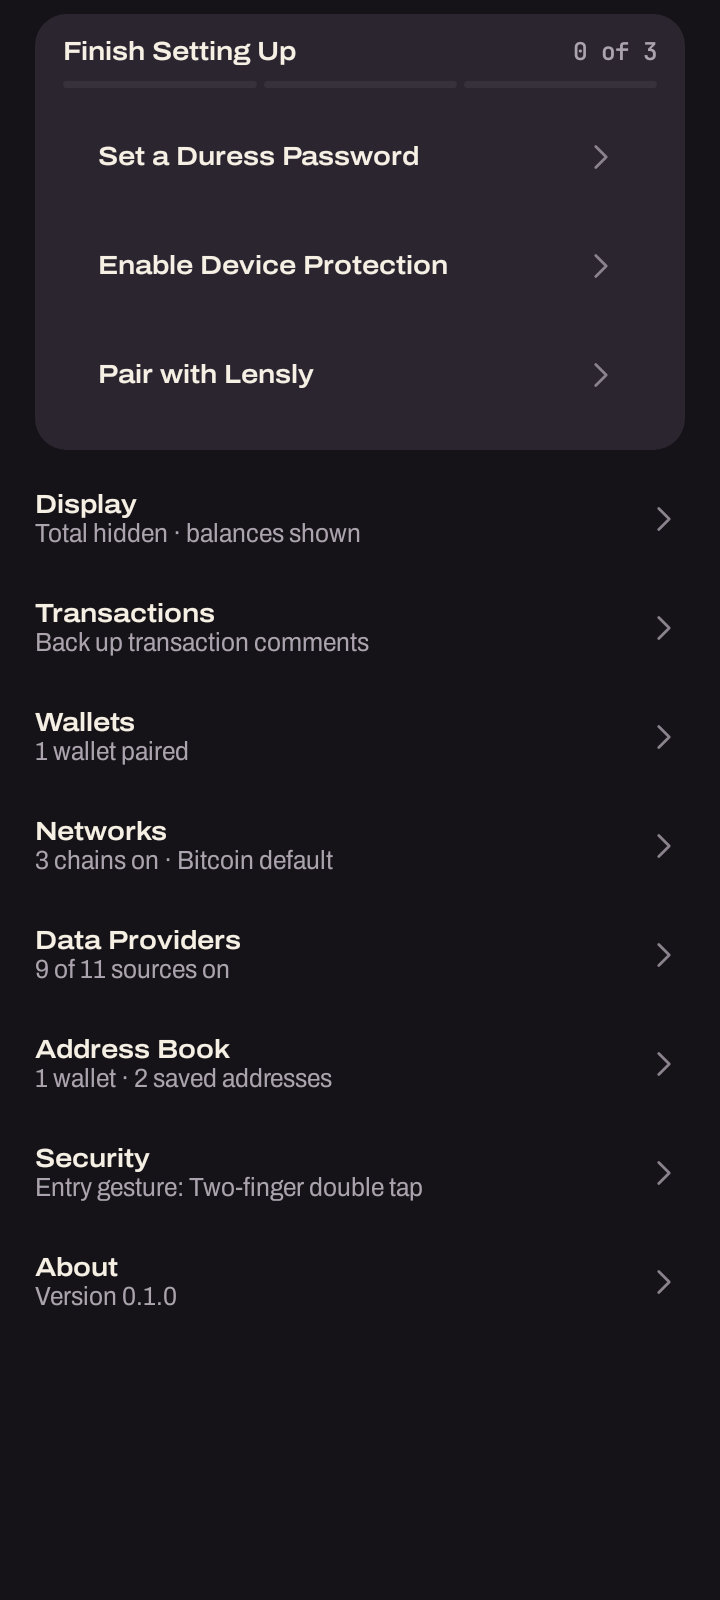 Finish Setting Up
0 of 3
Set a Duress Password
Enable Device Protection
Pair with Lensly
Display
Total hidden · balances shown
Transactions
Back up transaction comments
Wallets
1 wallet paired
Networks
3 chains on · Bitcoin default
Data Providers
9 of 11 sources on
Address Book
1 wallet · 2 saved addresses
Security
Entry gesture: Two-finger double tap
About
Version 0.1.0